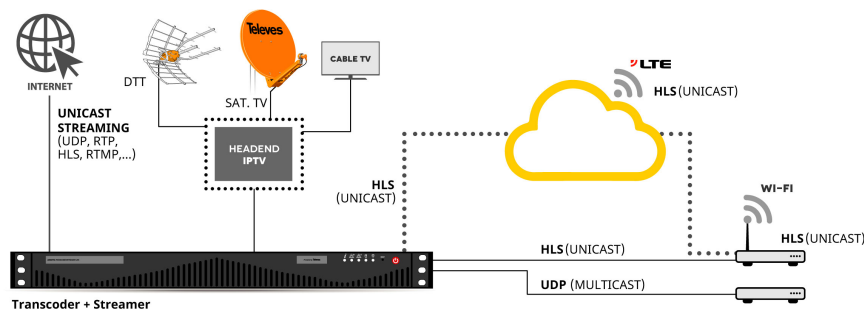 Televes
LTE
CABLE TV
DTT
INTERNET
HLS (UNICAST)
SAT. TV
UNICAST
STREAMING
(UDP, RTP,
HLS, RTMP,...)
HEADEND
IPTV
HLS
(UNICAST)
WI-FI
HLS (UNICAST)
HLS (UNICAST)
UDP (MULTICAST)
Transcoder + Streamer